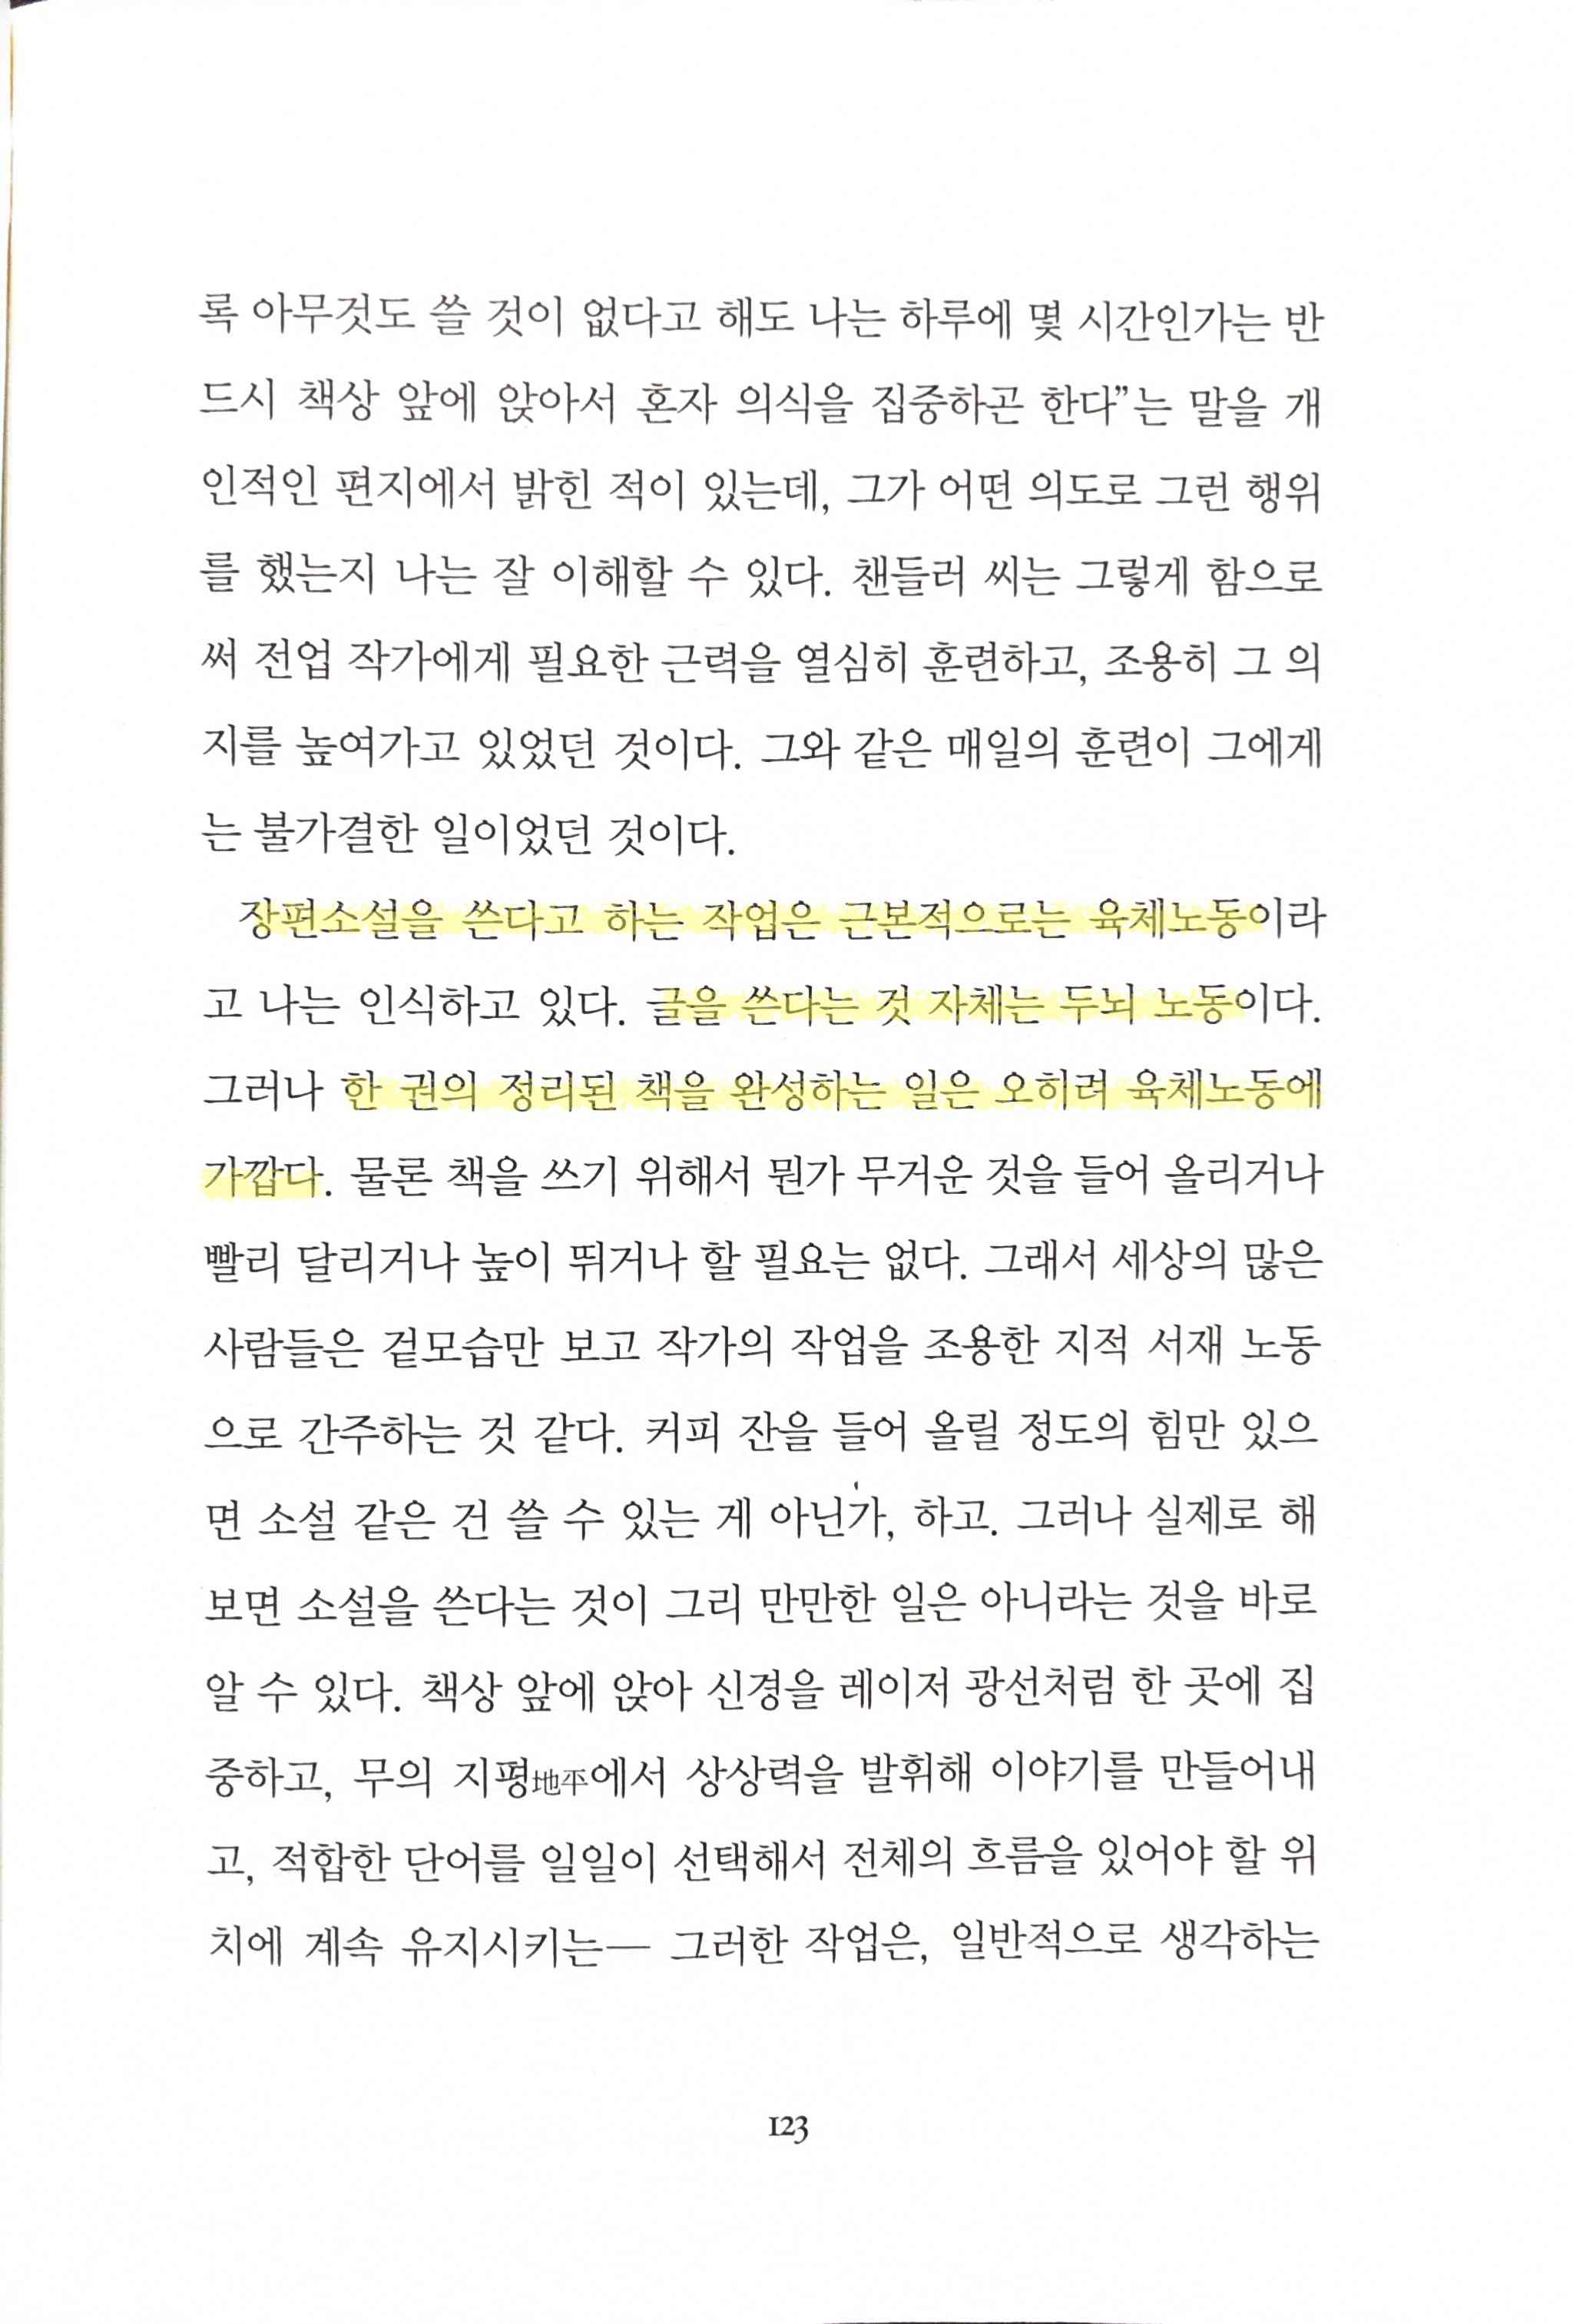 록 아무것도 쓸 것이 없다고 해도 나는 하루에 몇 시간인가는 반
드시 책상 앞에 앉아서 혼자 의식을 집중하곤 한다”는 말을 개
인적인 편지에서 밝힌 적이 있는데, 그가 어떤 의도로 그런 행위
를 했는지 나는 잘 이해할 수 있다. 챈들러 씨는 그렇게 함으로
써 전업 작가에게 필요한 근력을 열심히 훈련하고, 조용히 그 의
지를 높여가고 있었던 것이다. 그와 같은 매일의 훈련이 그에게
는 불가결한 일이었던 것이다.
장편소설을 쓴다고 하는 작업은 근본적으로는 육체노동이라
고 나는 인식하고 있다. 글을 쓴다는 것 자체는 두뇌 노동이다.
그러나 한 권의 정리된 책을 완성하는 일은 오히려 육체노동에
가깝다. 물론 책을 쓰기 위해서 뭔가 무거운 것을 들어 올리거나
빨리 달리거나 높이 뛰거나 할 필요는 없다. 그래서 세상의 많은
사람들은 겉모습만 보고 작가의 작업을 조용한 지적 서재 노동
으로 간주하는 것 같다. 커피 잔을 들어 올릴 정도의 힘만 있으
면 소설 같은 건 쓸 수 있는 게 아닌가, 하고. 그러나 실제로 해
보면 소설을 쓴다는 것이 그리 만만한 일은 아니라는 것을 바로
알 수 있다. 책상 앞에 앉아 신경을 레이저 광선처럼 한 곳에 집
중하고, 무의 지평地平에서 상상력을 발휘해 이야기를 만들어내
고, 적합한 단어를 일일이 선택해서 전체의 흐름을 있어야 할 위
치에 계속 유지시키는— 그러한 작업은, 일반적으로 생각하는
123